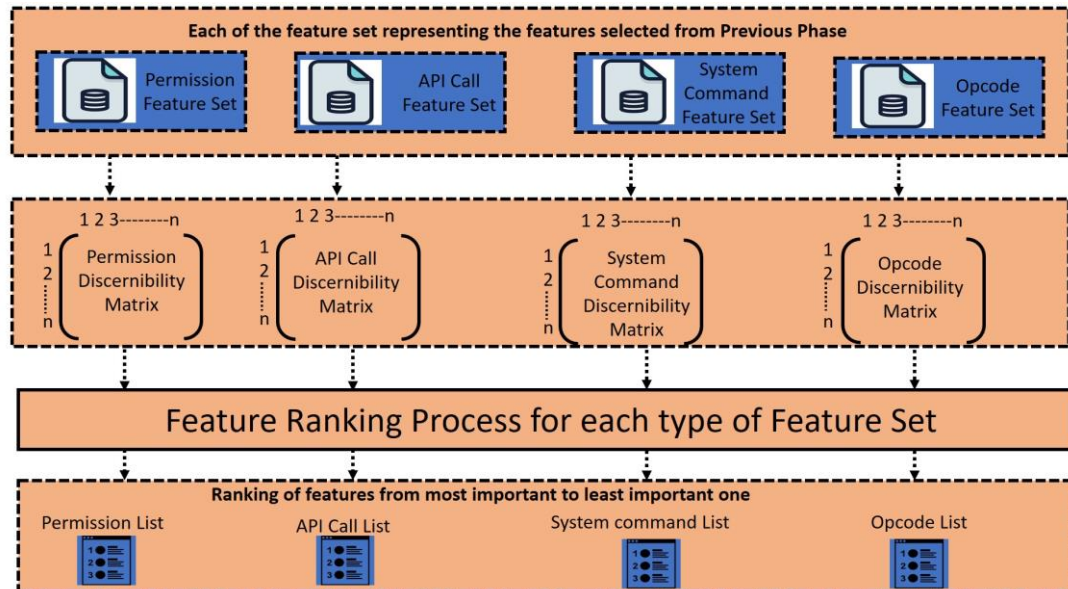 Each of the feature set representing the features selected from Previous Phase
Permission
Feature Set
API Call
Feature Set
System
Command
Feature Set
Opcode
Feature Set
1 2 3--------n
1
2
n
Permission
Discernibility
Matrix
1 2 3--------n
1
2
n
API Call
Discernibility
Matrix
1 2 3--------n
1
2
n
System
Command
Discernibility
Matrix
1 2 3--------n
1
2
n
Opcode
Discernibility
Matrix
Feature Ranking Process for each type of Feature Set
Ranking of features from most important to least important one
Permission List
1
2
3
API Call List
1
2
3
System command List
1
2
3
Opcode List
1
2
3